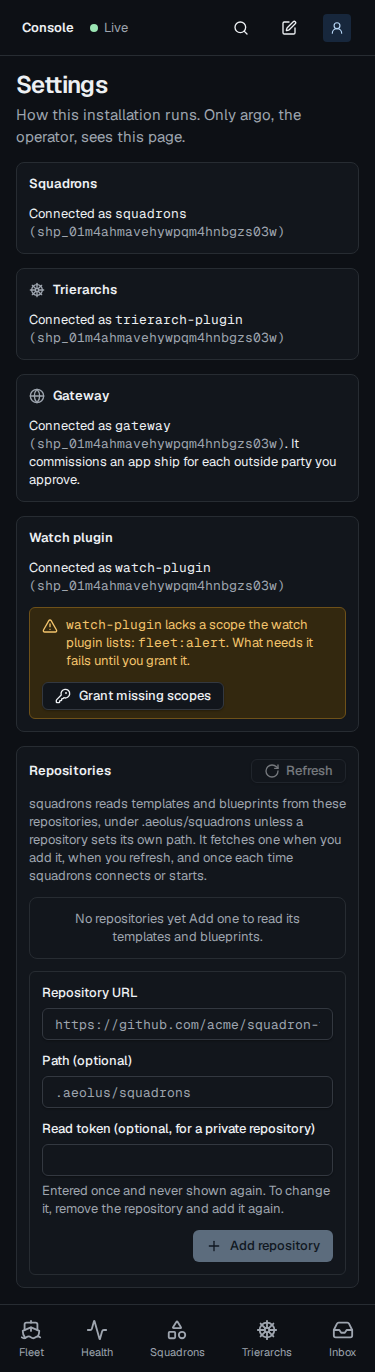 Console Live
Settings
How this installation runs. Only argo, the
operator, sees this page.
Squadrons
Connected as squadrons
(shp_01m4ahmavehywpqm4hnbgzs03w)
Trierarchs
Connected as trierarch-plugin
(shp_01m4ahmavehywpqm4hnbgzs03w)
Gateway
Connected as gateway
(shp_01m4ahmavehywpqm4hnbgzs03w). It
commissions an app ship for each outside party you
approve.
Watch plugin
Connected as watch-plugin
(shp_01m4ahmavehywpqm4hnbgzs03w)
watch-plugin lacks a scope the watch
plugin lists: fleet:alert. What needs it
fails until you grant it.
Grant missing scopes
Repositories Refresh
squadrons reads templates and blueprints from these
repositories, under .aeolus/squadrons unless a
repository sets its own path. It fetches one when you
add it, when you refresh, and once each time
squadrons connects or starts.
No repositories yet Add one to read its
templates and blueprints.
Repository URL
https://github.com/acme/squadron-
Path (optional)
.aeolus/squadrons
Read token (optional, for a private repository)
Entered once and never shown again. To change
it, remove the repository and add it again.
Add repository
Fleet Health Squadrons Trierarchs Inbox